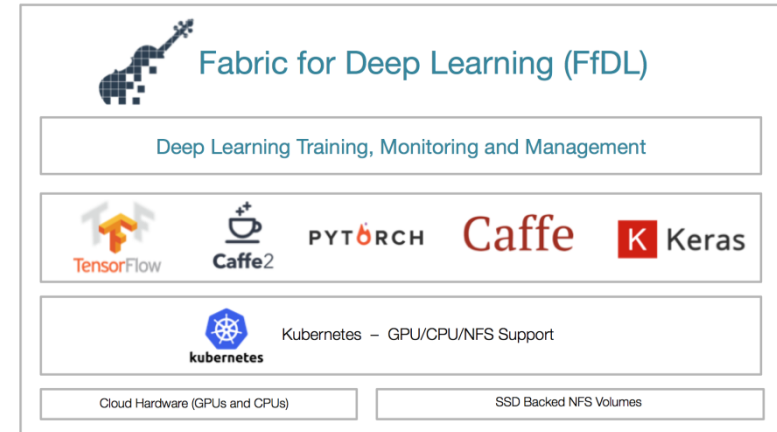 Fabric for Deep Learning (FfDL)
Deep Learning Training, Monitoring and Management
TensorFlow
Caffe2
PYTORCH
Caffe
K Keras
kubernetes
Kubernetes – GPU/CPU/NFS Support
Cloud Hardware (GPUs and CPUs)
SSD Backed NFS Volumes